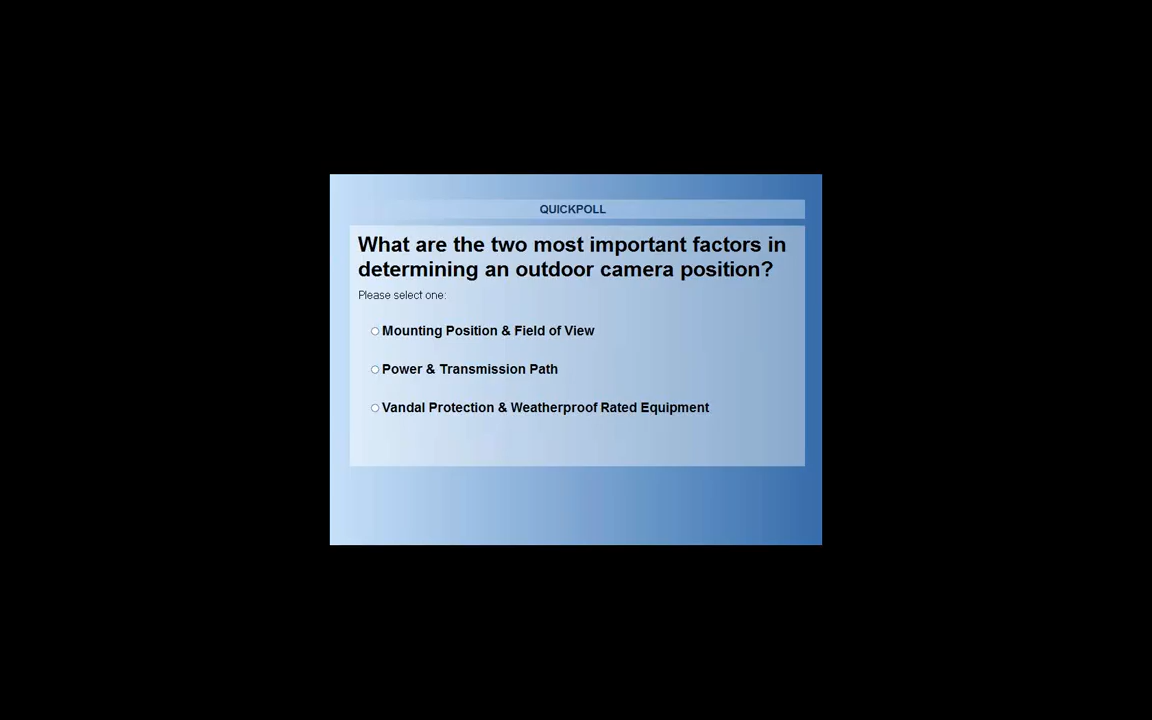 QUICKPOLL
What are the two most important factors in
determining an outdoor camera position?
Please select one:
Mounting Position & Field of View
Power & Transmission Path
Vandal Protection & Weatherproof Rated Equipment